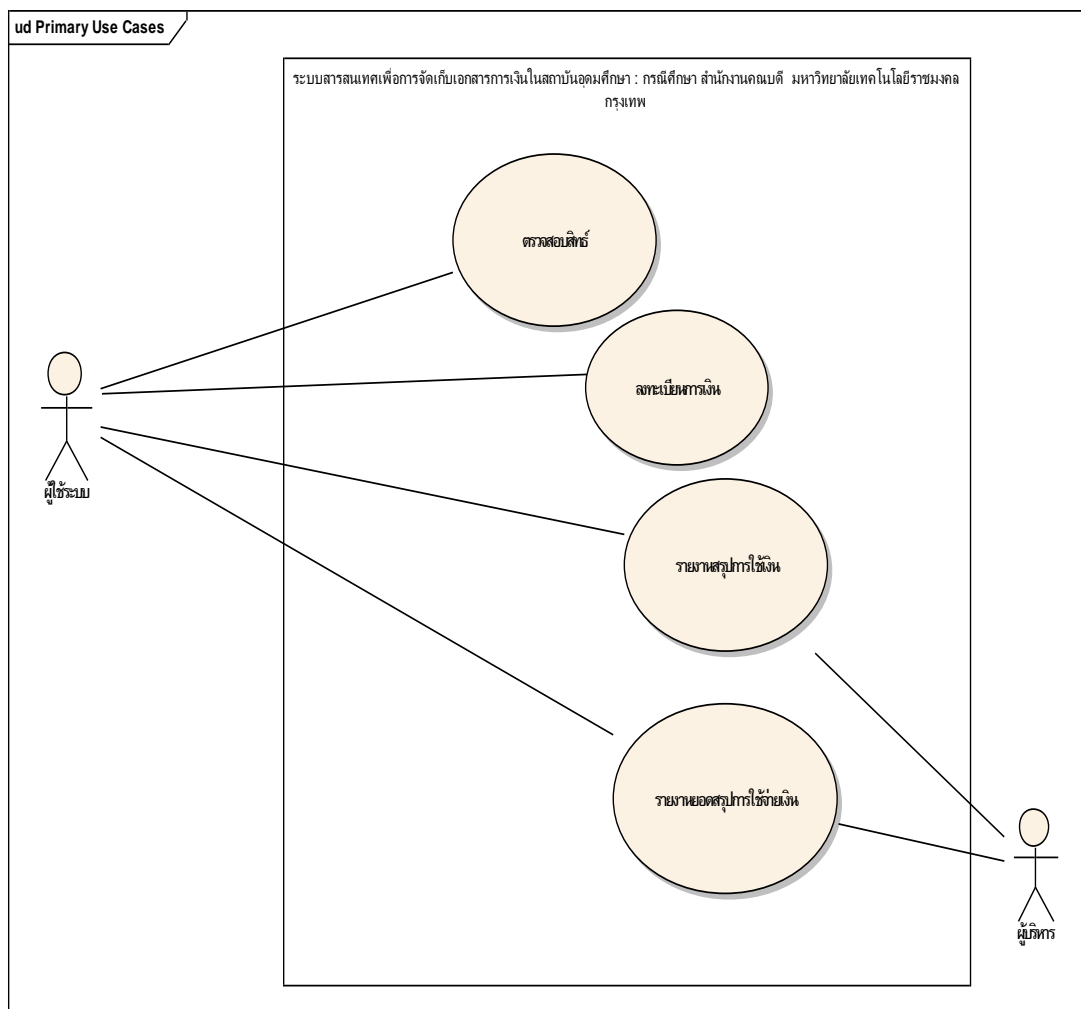 ud Primary Use Cases
ระบบสารสนเทศเพื่อการจัดเก็บเอกสารการเงินในสถาบันอุดมศึกษา : กรณีศึกษา สำนักงานคณบดี มหาวิทยาลัยเทคโนโลยีราชมงคล
กรุงเทพ
ตรวจสอบสิทธ์
ลงทะเบียนการเงิน
ผู้ใช้ระบบ
รายงานสรุปการใช้เงิน
รายงานยอดสรุปการใช้จ่ายเงิน
ผู้บริหาร